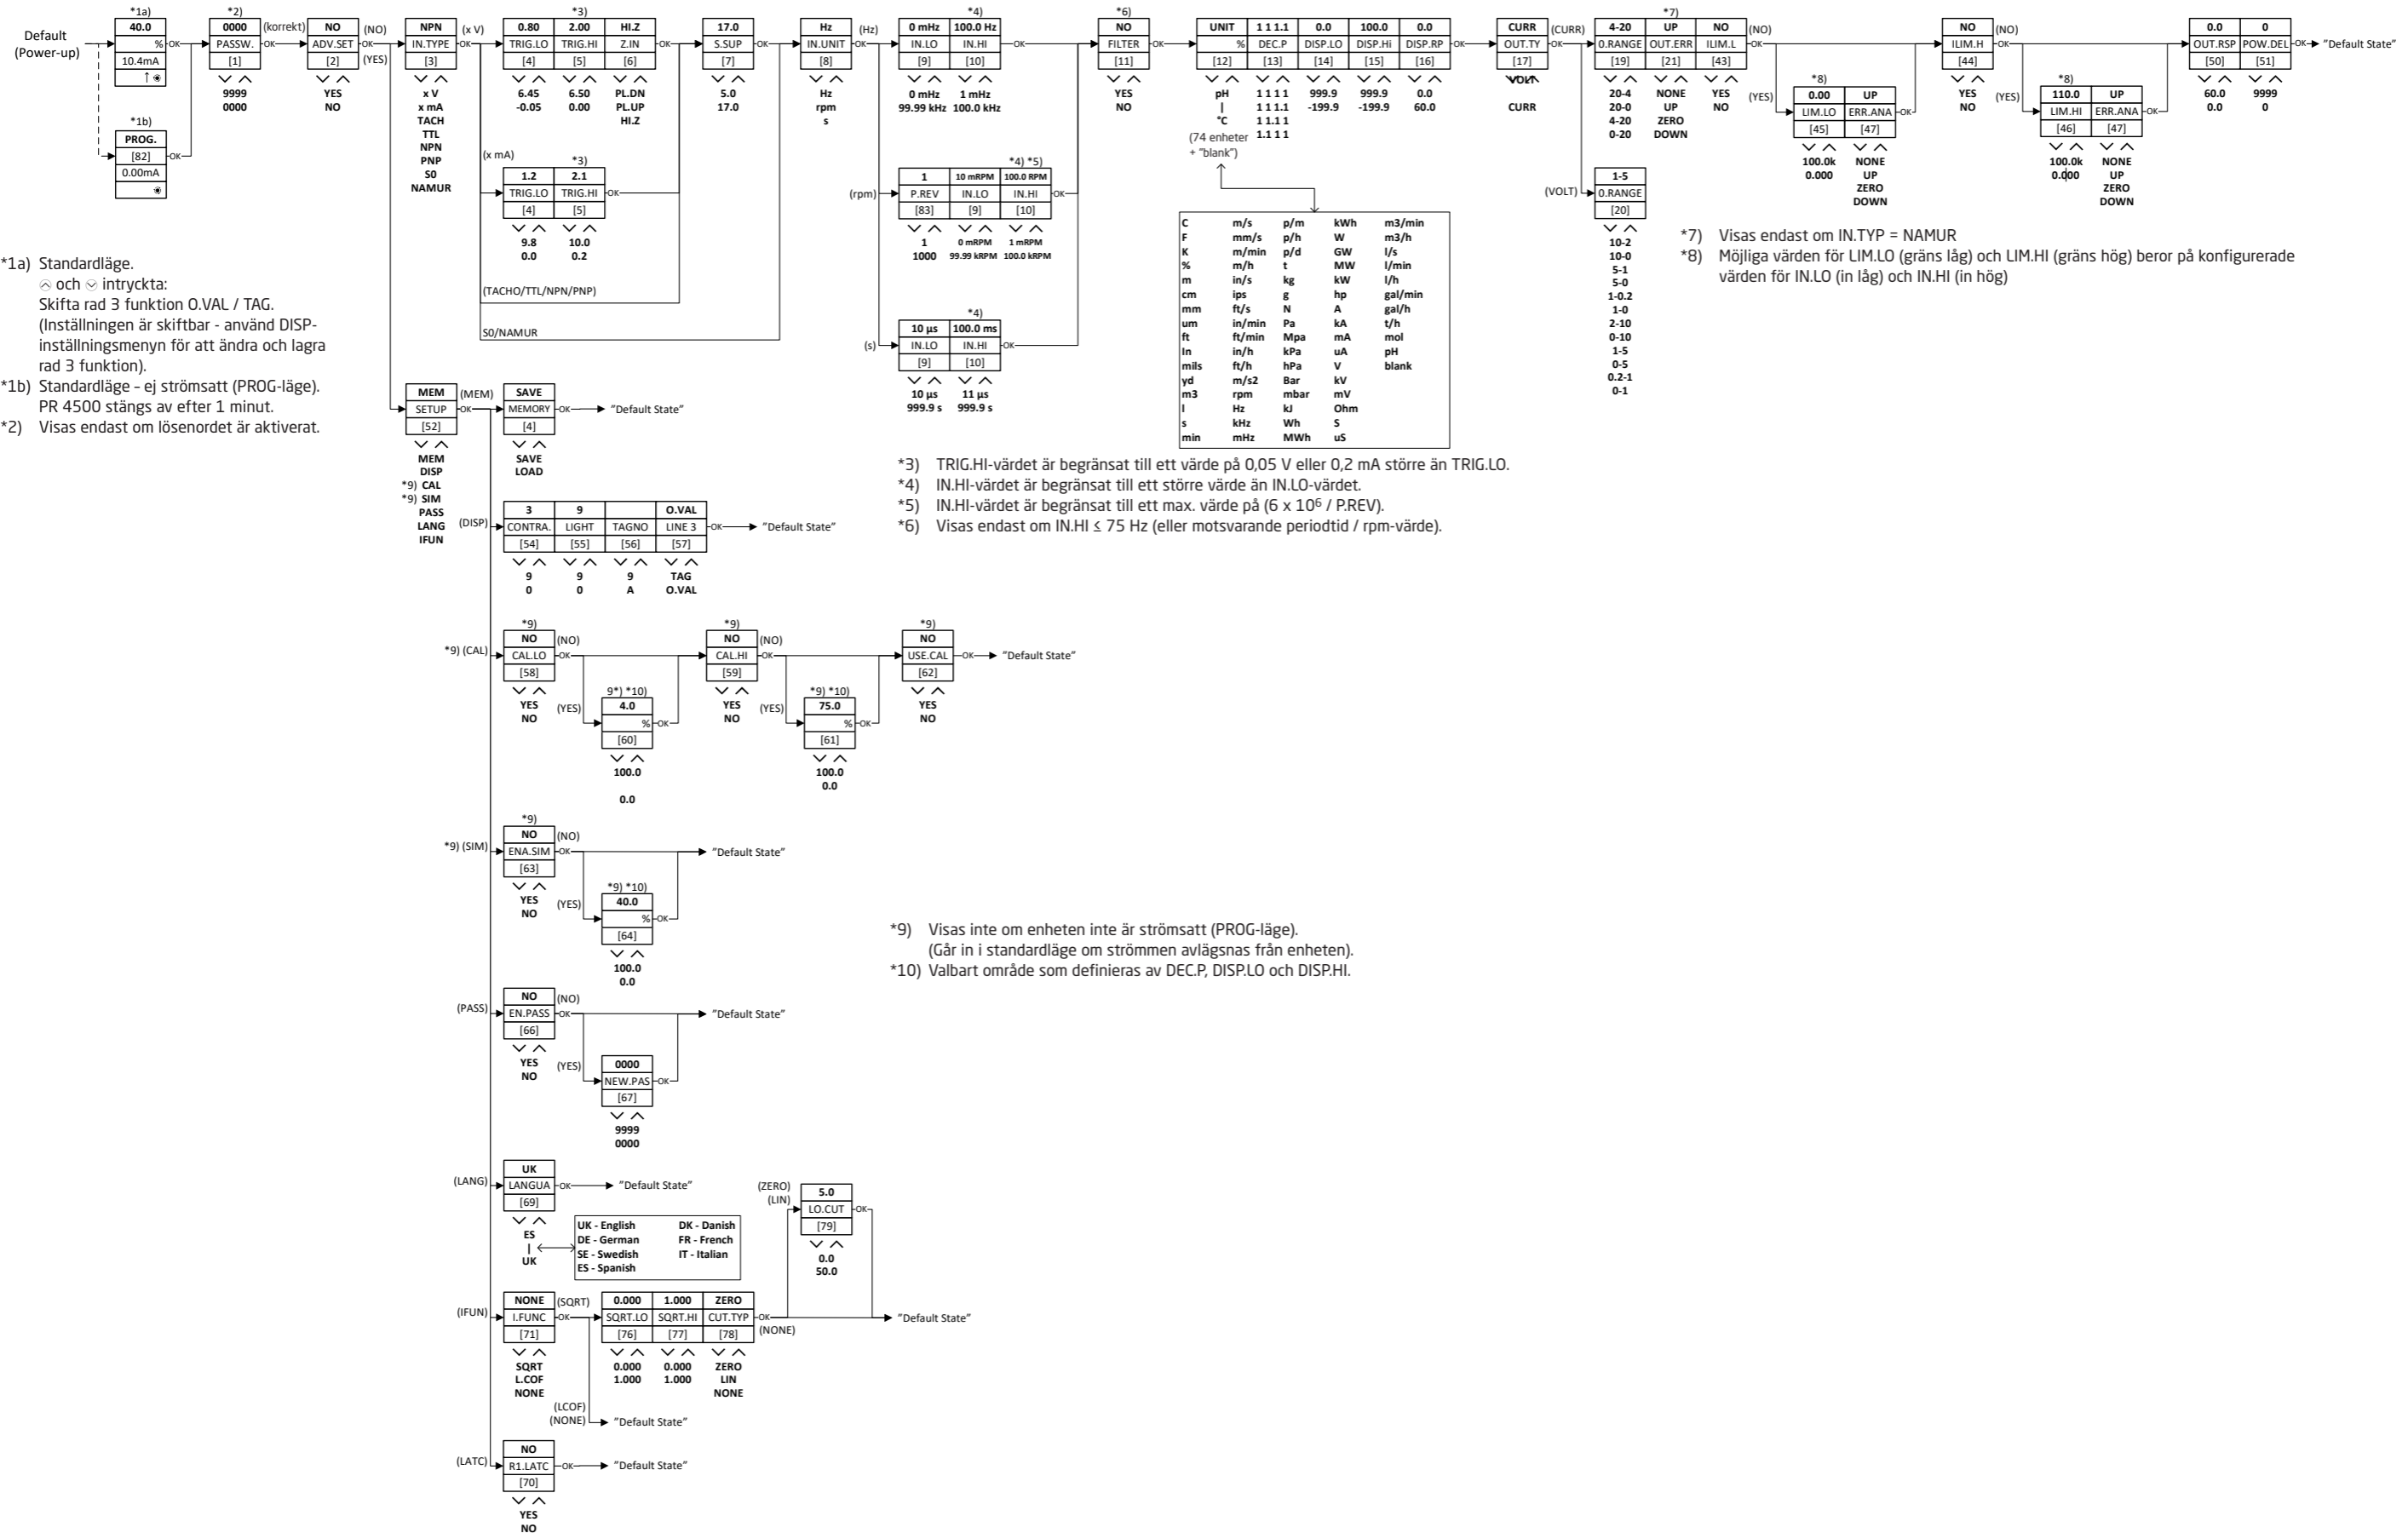 Default
(Power-up)
*1a)
40.0
%
10.4mA
↑
OK
*1b)
PROG.
[82]
0.00mA
OK
*2)
0000
PASSW.
[1]
9999
0000
(korrekt)
OK
NO
ADV.SET
[2]
YES
NO
(NO)
OK
(YES)
NPN
IN.TYPE
[3]
x V
x mA
TACH
TTL
NPN
PNP
S0
NAMUR
(x V)
OK
*3)
0.80 2.00 HI.Z
TRIG.LO TRIG.HI Z.IN
[4] [5] [6]
6.45 6.50 PL.DN
-0.05 0.00 PL.UP
HI.Z
OK
(x mA)
*3)
1.2 2.1
TRIG.LO TRIG.HI
[4] [5]
9.8 10.0
0.0 0.2
OK
(TACHO/TTL/NPN/PNP)
S0/NAMUR
17.0
S.SUP
[7]
5.0
17.0
OK
Hz
IN.UNIT
[8]
Hz
rpm
s
(Hz)
OK
*4)
0 mHz 100.0 Hz
IN.LO IN.HI
[9] [10]
0 mHz 1 mHz
99.99 kHz 100.0 kHz
OK
(rpm)
*4) *5)
1 10 mRPM 100.0 RPM
P.REV IN.LO IN.HI
[83] [9] [10]
1 0 mRPM 1 mRPM
1000 99.99 kRPM 100.0 kRPM
OK
(s)
*4)
10 µs 100.0 ms
IN.LO IN.HI
[9] [10]
10 µs 11 µs
999.9 s 999.9 s
OK
*6)
NO
FILTER
[11]
YES
NO
OK
UNIT 1 1 1.1 0.0 100.0 0.0
% DEC.P DISP.LO DISP.Hi DISP.RP
[12] [13] [14] [15] [16]
pH 1 1 1 1 999.9 999.9 0.0
| 1 1 1.1 -199.9 -199.9 60.0
°C 1 1.1 1
1.1 1 1
(74 enheter
+ "blank")
OK
C m/s p/m kWh m3/min
F mm/s p/h W m3/h
K m/min p/d GW l/s
% m/h t MW l/min
m in/s kg kW l/h
cm ips g hp gal/min
mm ft/s N A gal/h
um in/min Pa kA t/h
ft ft/min Mpa mA mol
In in/h kPa uA pH
mils ft/h hPa V blank
yd m/s2 Bar kV
m3 rpm mbar mV
l Hz kJ Ohm
s kHz Wh S
min mHz MWh uS
CURR
OUT.TY
[17]
VOLT
CURR
(CURR)
OK
*7)
4-20 UP NO
0.RANGE OUT.ERR ILIM.L
[19] [21] [43]
20-4 NONE YES
20-0 UP NO
4-20 ZERO
0-20 DOWN
(NO)
OK
(VOLT)
1-5
0.RANGE
[20]
10-2
10-0
5-1
5-0
1-0.2
1-0
2-10
0-10
1-5
0-5
0.2-1
0-1
(YES)
*8)
0.00 UP
LIM.LO ERR.ANA
[45] [47]
100.0k NONE
0.000 UP
ZERO
DOWN
OK
NO
ILIM.H
[44]
YES
NO
(NO)
OK
(YES)
*8)
110.0 UP
LIM.HI ERR.ANA
[46] [47]
100.0k NONE
0.000 UP
ZERO
DOWN
OK
0.0 0
OUT.RSP POW.DEL
[50] [51]
60.0 9999
0.0 0
OK
"Default State"
*7) Visas endast om IN.TYP = NAMUR
*8) Möjliga värden för LIM.LO (gräns låg) och LIM.HI (gräns hög) beror på konfigurerade
värden för IN.LO (in låg) och IN.HI (in hög)
*1a) Standardläge.
och intryckta:
Skifta rad 3 funktion O.VAL / TAG.
(Inställningen är skiftbar - använd DISP-
inställningsmenyn för att ändra och lagra
rad 3 funktion).
*1b) Standardläge – ej strömsatt (PROG-läge).
PR 4500 stängs av efter 1 minut.
*2) Visas endast om lösenordet är aktiverat.
*3) TRIG.HI-värdet är begränsat till ett värde på 0,05 V eller 0,2 mA större än TRIG.LO.
*4) IN.HI-värdet är begränsat till ett större värde än IN.LO-värdet.
*5) IN.HI-värdet är begränsat till ett max. värde på (6 x 10⁶ / P.REV).
*6) Visas endast om IN.HI ≤ 75 Hz (eller motsvarande periodtid / rpm-värde).
MEM
SETUP
[52]
MEM
DISP
*9) CAL
*9) SIM
PASS
LANG
IFUN
(MEM)
OK
SAVE
MEMORY
[4]
SAVE
LOAD
OK
"Default State"
(DISP)
3 9 O.VAL
CONTRA. LIGHT TAGNO LINE 3
[54] [55] [56] [57]
9 9 9 TAG
0 0 A O.VAL
OK
"Default State"
*9) (CAL)
*9)
NO
CAL.LO
[58]
YES
NO
(NO)
OK
(YES)
9*) *10)
4.0
%
[60]
100.0
0.0
OK
*9)
NO
CAL.HI
[59]
YES
NO
(NO)
OK
(YES)
*9) *10)
75.0
%
[61]
100.0
0.0
OK
*9)
NO
USE.CAL
[62]
YES
NO
OK
"Default State"
*9) (SIM)
*9)
NO
ENA.SIM
[63]
YES
NO
(NO)
OK
"Default State"
(YES)
*9) *10)
40.0
%
[64]
100.0
0.0
OK
*9) Visas inte om enheten inte är strömsatt (PROG-läge).
(Går in i standardläge om strömmen avlägsnas från enheten).
*10) Valbart område som definieras av DEC.P, DISP.LO och DISP.HI.
(PASS)
NO
EN.PASS
[66]
YES
NO
(NO)
OK
"Default State"
(YES)
0000
NEW.PAS
[67]
9999
0000
OK
(LANG)
UK
LANGUA
[69]
ES
|
UK
OK
"Default State"
UK - English DK - Danish
DE - German FR - French
SE - Swedish IT - Italian
ES - Spanish
(IFUN)
NONE
I.FUNC
[71]
SQRT
L.COF
NONE
(SQRT)
OK
0.000 1.000 ZERO
SQRT.LO SQRT.HI CUT.TYP
[76] [77] [78]
0.000 0.000 ZERO
1.000 1.000 LIN
NONE
OK
(NONE)
(ZERO)
(LIN)
5.0
LO.CUT
[79]
0.0
50.0
OK
"Default State"
(LCOF)
(NONE)
"Default State"
(LATC)
NO
R1.LATC
[70]
YES
NO
OK
"Default State"